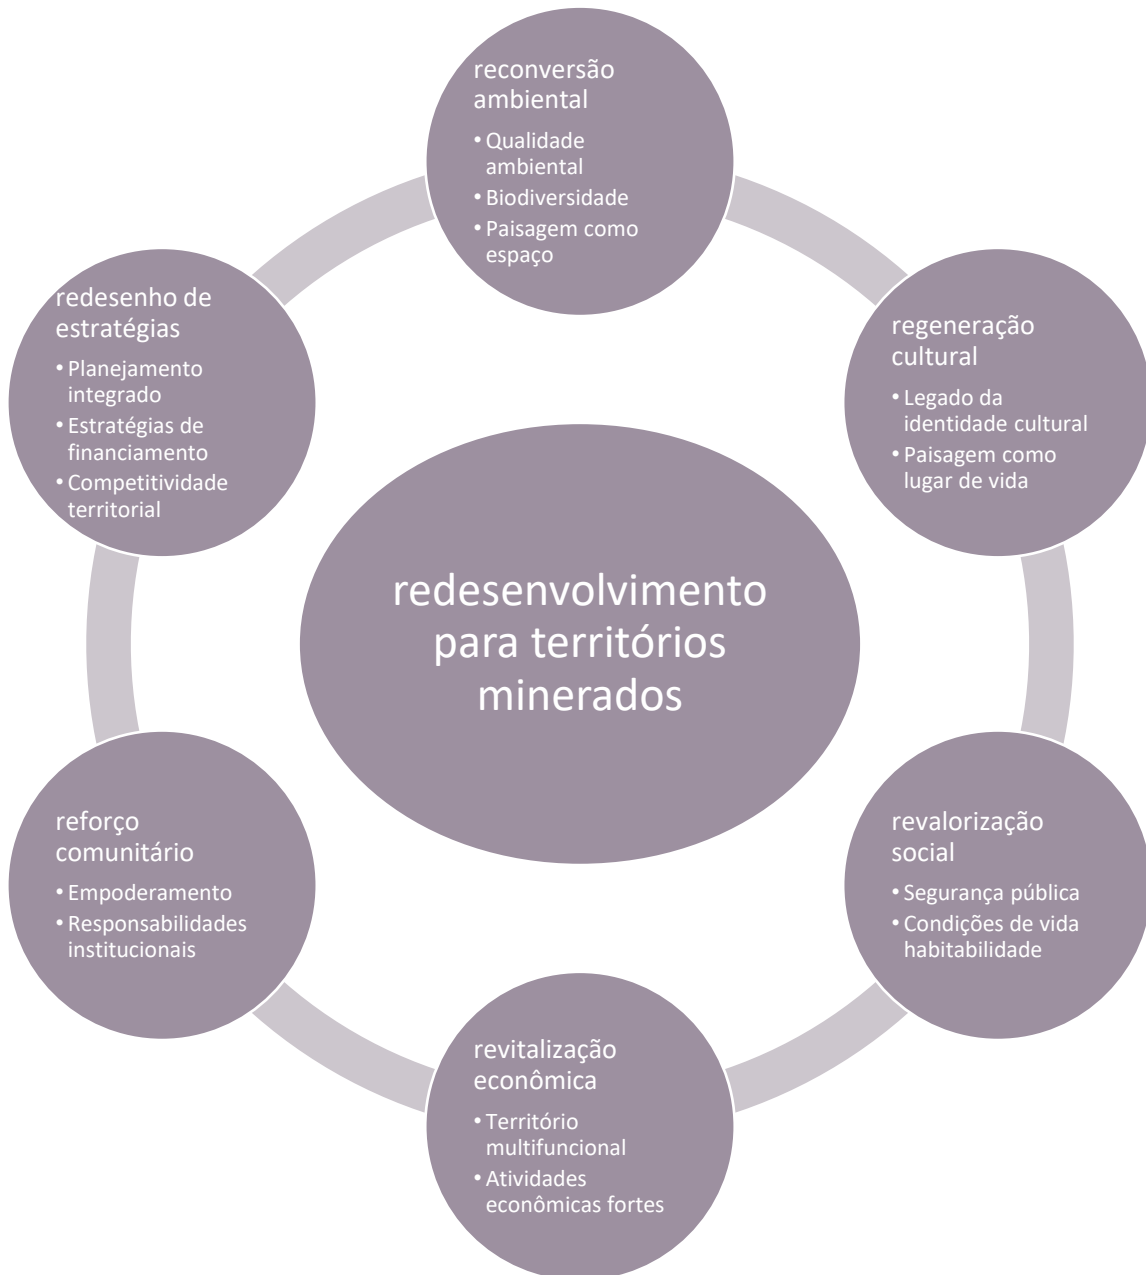 reconversão
ambiental
• Qualidade
ambiental
• Biodiversidade
• Paisagem como
espaço
regeneração
cultural
• Legado da
identidade cultural
• Paisagem como
lugar de vida
revalorização
social
• Segurança pública
• Condições de vida
habitabilidade
revitalização
econômica
• Território
multifuncional
• Atividades
econômicas fortes
reforço
comunitário
• Empoderamento
• Responsabilidades
institucionais
redesenho de
estratégias
• Planejamento
integrado
• Estratégias de
financiamento
• Competitividade
territorial
redesenvolvimento
para territórios
minerados